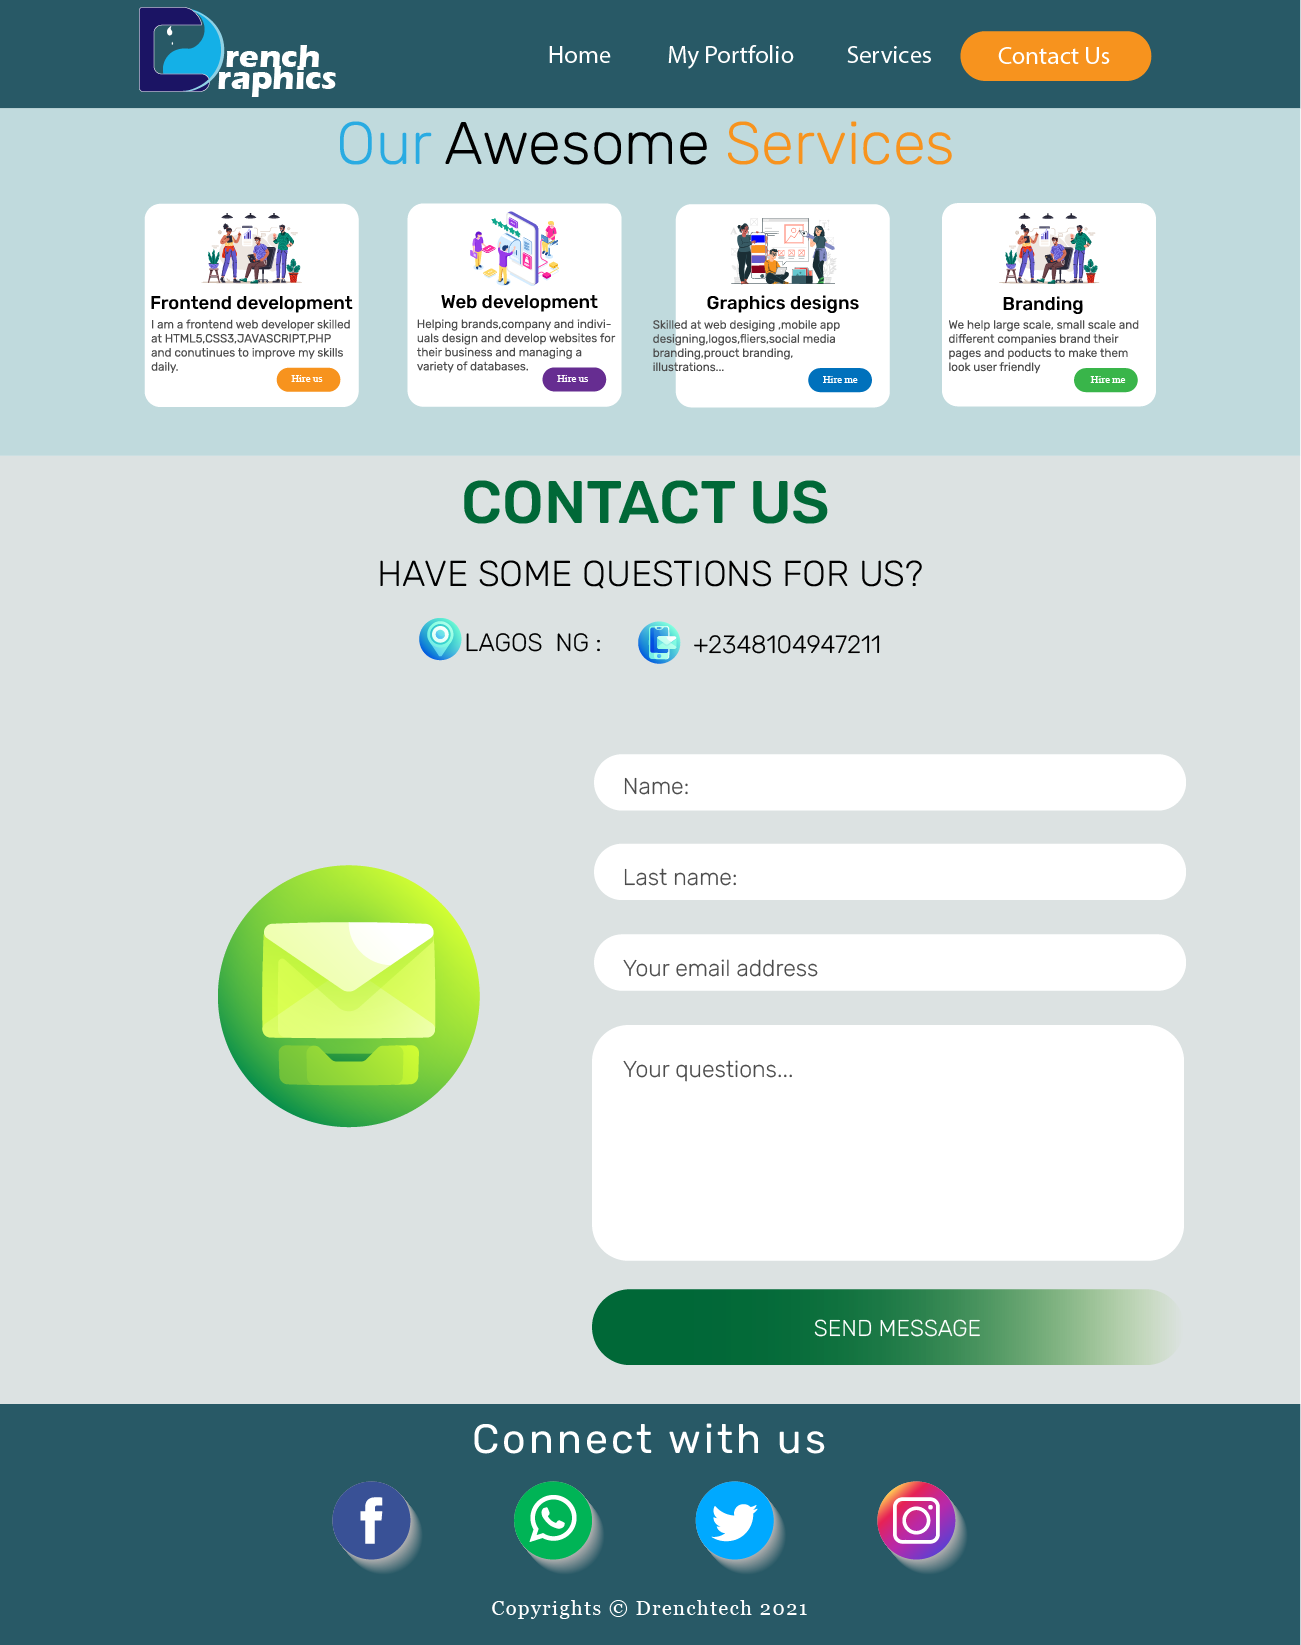 Drench
Graphics
Home
My Portfolio
Services
Contact Us
Our Awesome Services
Frontend development
I am a frontend web developer skilled
at HTML5,CSS3,JAVASCRIPT,PHP
and conutinues to improve my skills
daily.
Hire us
Web development
Helping brands,company and indivi-
uals design and develop websites for
their business and managing a
variety of databases.
Hire us
Graphics designs
Skilled at web desiging ,mobile app
designing,logos,fliers,social media
branding,prouct branding,
illustrations...
Hire me
Branding
We help large scale, small scale and
different companies brand their
pages and poducts to make them
look user friendly
Hire me
CONTACT US
HAVE SOME QUESTIONS FOR US?
LAGOS NG :
+2348104947211
Name:
Last name:
Your email address
Your questions...
SEND MESSAGE
Connect with us
Copyrights © Drenchtech 2021